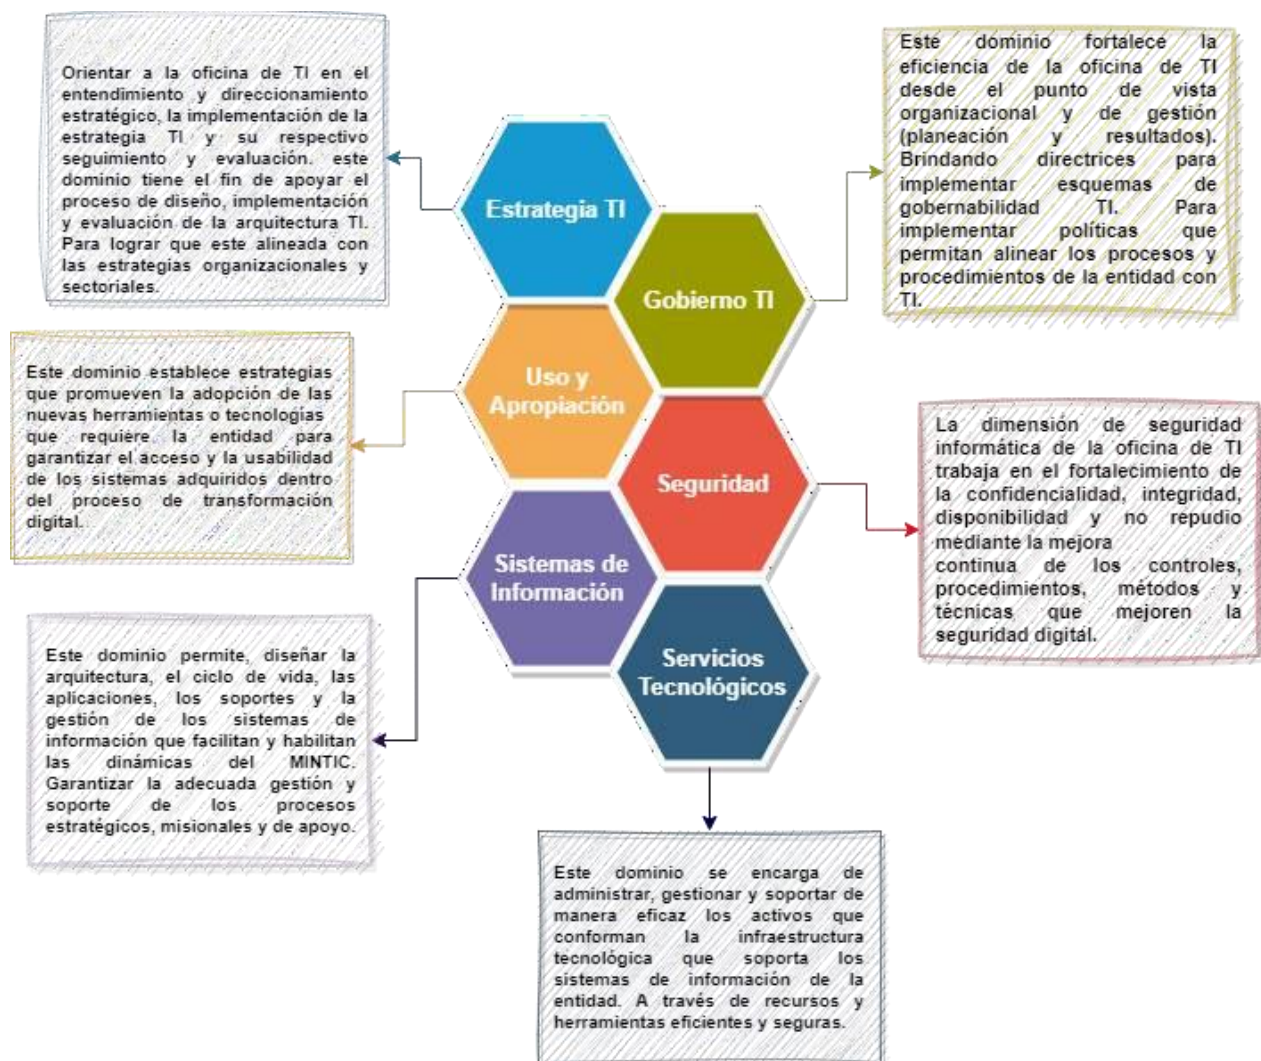 Orientar a la oficina de TI en el
entendimiento y direccionamiento
estratégico, la implementación de la
estrategia TI y su respectivo
seguimiento y evaluación. este
dominio tiene el fin de apoyar el
proceso de diseño, implementación
y evaluación de la arquitectura TI.
Para lograr que este alineada con
las estrategias organizacionales y
sectoriales.
Estrategia TI
Este dominio fortalece la
eficiencia de la oficina de TI
desde el punto de vista
organizacional y de gestión
(planeación y resultados).
Brindando directrices para
implementar esquemas de
gobernabilidad TI. Para
implementar políticas que
permitan alinear los procesos y
procedimientos de la entidad con
TI.
Gobierno TI
Este dominio establece estrategias
que promueven la adopción de las
nuevas herramientas o tecnologías
que requiere la entidad para
garantizar el acceso y la usabilidad
de los sistemas adquiridos dentro
del proceso de transformación
digital.
Uso y
Apropiación
Seguridad
La dimensión de seguridad
informática de la oficina de TI
trabaja en el fortalecimiento de
la confidencialidad, integridad,
disponibilidad y no repudio
mediante la mejora
continua de los controles,
procedimientos, métodos y
técnicas que mejoren la
seguridad digital.
Sistemas de
Información
Este dominio permite, diseñar la
arquitectura, el ciclo de vida, las
aplicaciones, los soportes y la
gestión de los sistemas de
información que facilitan y habilitan
las dinámicas del MINTIC.
Garantizar la adecuada gestión y
soporte de los procesos
estratégicos, misionales y de apoyo.
Servicios
Tecnológicos
Este dominio se encarga de
administrar, gestionar y soportar de
manera eficaz los activos que
conforman la infraestructura
tecnológica que soporta los
sistemas de información de la
entidad. A través de recursos y
herramientas eficientes y seguras.